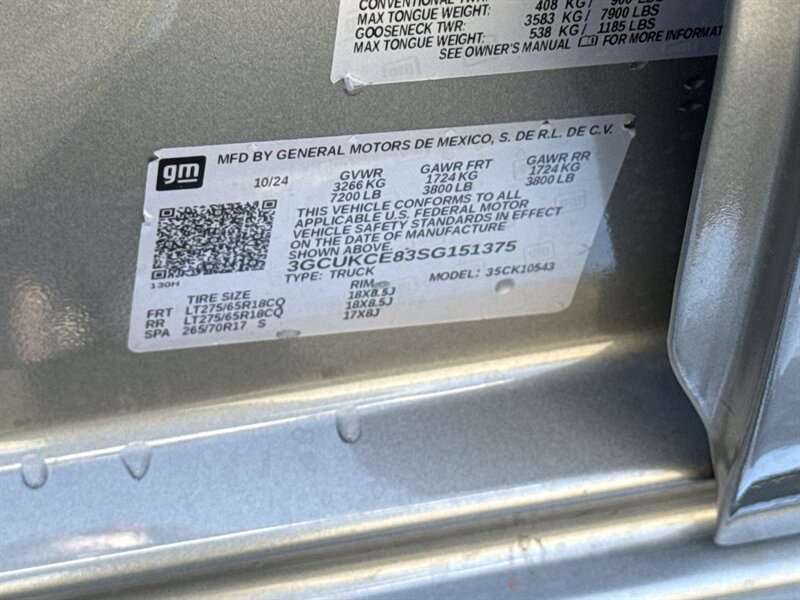 CONVENTIONAL TWR: 408 KG / 900 LBS
MAX TONGUE WEIGHT: 3583 KG / 7900 LBS
GOOSENECK TWR: 538 KG / 1185 LBS
MAX TONGUE WEIGHT:
SEE OWNER'S MANUAL FOR MORE INFORMAT
gm
MFD BY GENERAL MOTORS DE MEXICO, S. DE R.L. DE C.V.
10/24 GVWR GAWR FRT GAWR RR
3266 KG 1724 KG 1724 KG
7200 LB 3800 LB 3800 LB
THIS VEHICLE CONFORMS TO ALL
APPLICABLE U.S. FEDERAL MOTOR
VEHICLE SAFETY STANDARDS IN EFFECT
ON THE DATE OF MANUFACTURE
SHOWN ABOVE.
3GCUKCE83SG151375
TYPE: TRUCK MODEL: 35CK10543
130H
TIRE SIZE RIM
FRT LT275/65R18CQ 18X8.5J
RR LT275/65R18CQ 18X8.5J
SPA 265/70R17 S 17X8J